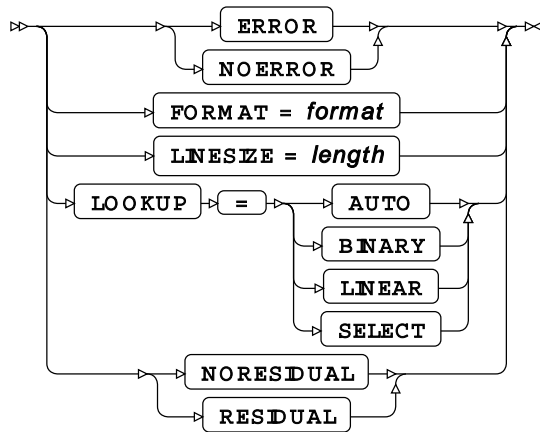 ERROR
NOERROR
FORMAT = format
LINESIZE = length
LOOKUP = AUTO
BINARY
LINEAR
SELECT
NORESIDUAL
RESIDUAL